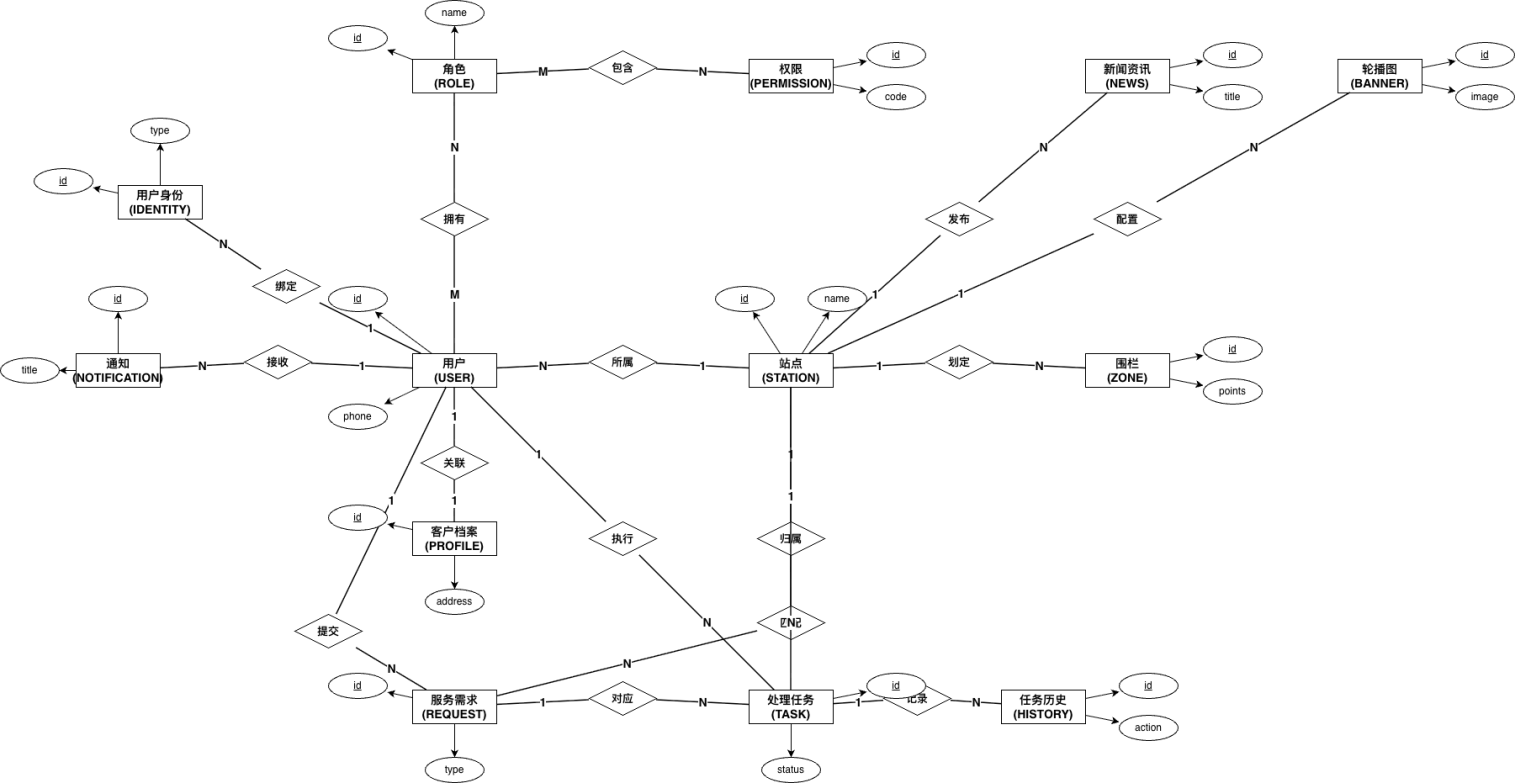 name
id
角色
(ROLE)
M
包含
N
权限
(PERMISSION)
id
code
新闻资讯
(NEWS)
id
title
轮播图
(BANNER)
id
image
type
id
用户身份
(IDENTITY)
N
N
N
N
拥有
发布
配置
绑定
id
id
id
name
M
1
1
1
通知
(NOTIFICATION)
title
N
接收
1
用户
(USER)
N
所属
1
站点
(STATION)
1
划定
N
围栏
(ZONE)
id
points
phone
1
关联
1
1
1
1
1
id
客户档案
(PROFILE)
执行
归属
address
提交
N
N
N
N
id
服务需求
(REQUEST)
1
对应
N
处理任务
(TASK)
id
1
记录
N
任务历史
(HISTORY)
id
action
type
status